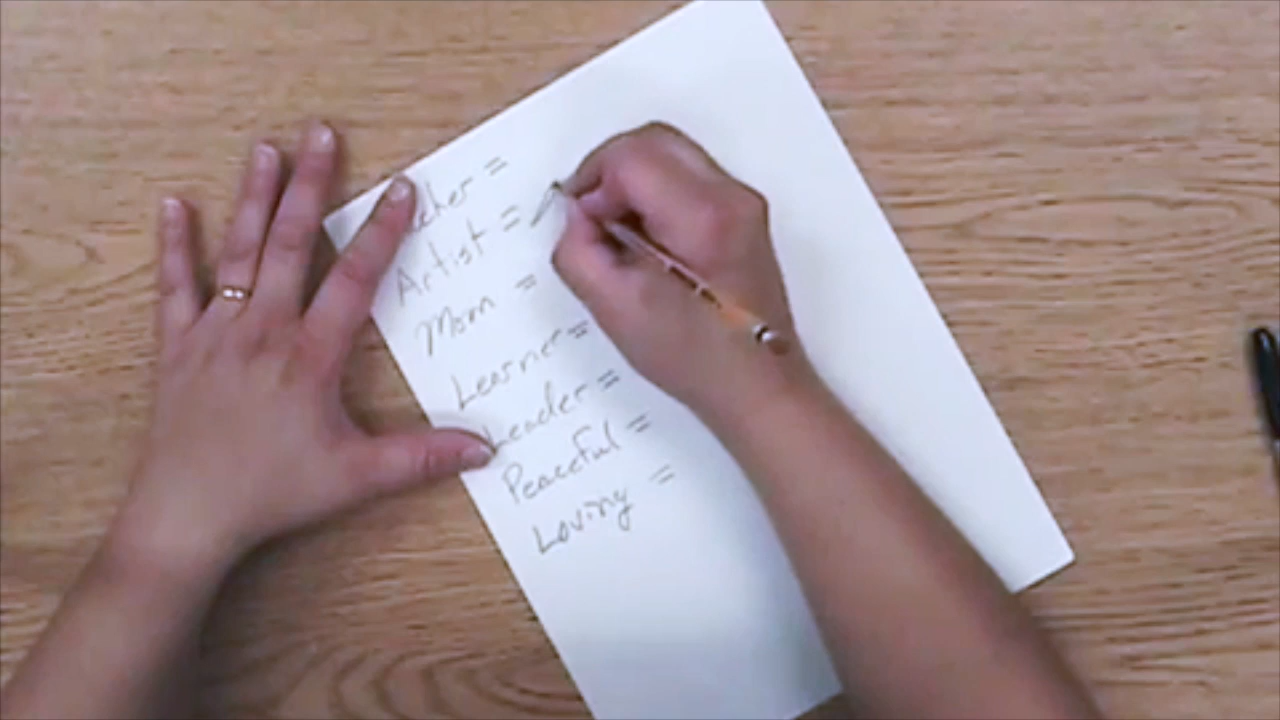 =
Artist =
Mom =
Learner =
Leader =
Peaceful =
Loving =